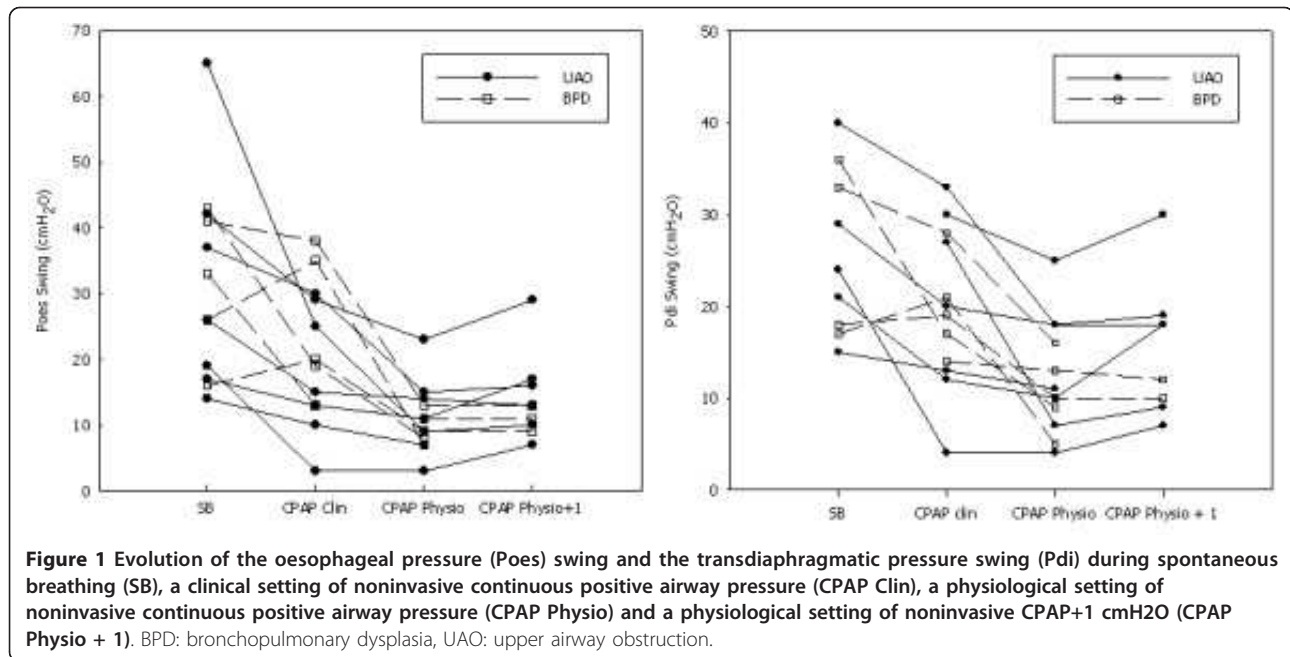 70
60
50
40
30
20
10
0
Poes Swing (cmH₂O)
UAO
BPD
SB
CPAP Clin
CPAP Physio
CPAP Physio+1
50
40
30
20
10
0
Pdi Swing (cmH₂O)
UAO
BPD
SB
CPAP clin
CPAP Physio
CPAP Physio + 1
Figure 1 Evolution of the oesophageal pressure (Poes) swing and the transdiaphragmatic pressure swing (Pdi) during spontaneous
breathing (SB), a clinical setting of noninvasive continuous positive airway pressure (CPAP Clin), a physiological setting of
noninvasive continuous positive airway pressure (CPAP Physio) and a physiological setting of noninvasive CPAP+1 cmH2O (CPAP
Physio + 1). BPD: bronchopulmonary dysplasia, UAO: upper airway obstruction.